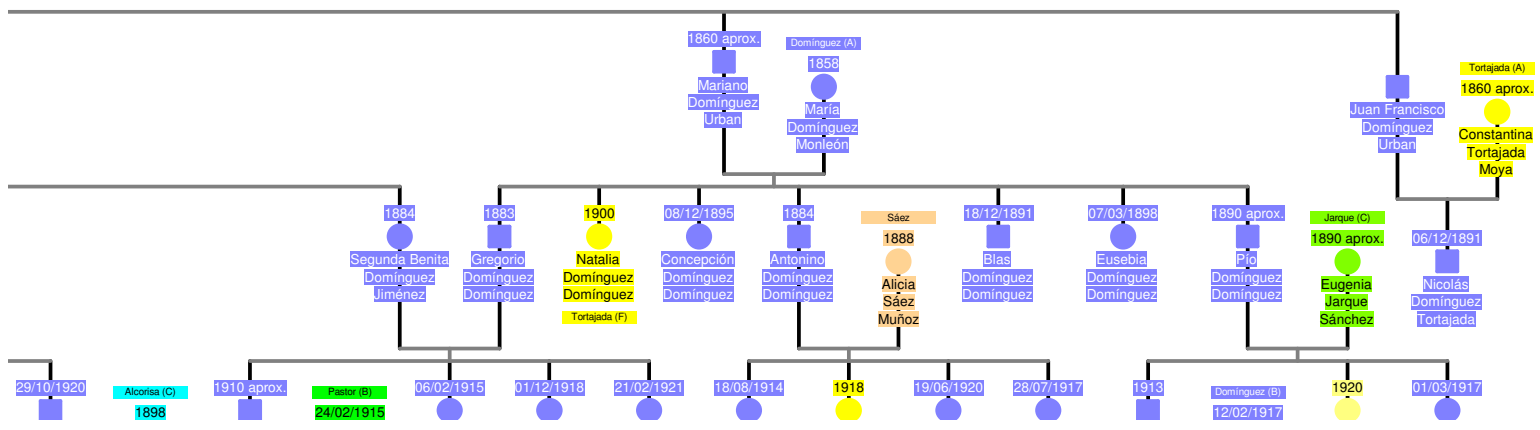 1860 aprox.
Mariano
Domínguez
Urban
Domínguez (A)
1858
María
Domínguez
Monleón
Juan Francisco
Domínguez
Urban
Tortajada (A)
1860 aprox.
Constantina
Tortajada
Moya
1884
Segunda Benita
Domínguez
Jiménez
1883
Gregorio
Domínguez
Domínguez
1900
Natalia
Domínguez
Domínguez
Tortajada (F)
08/12/1895
Concepción
Domínguez
Domínguez
1884
Antonino
Domínguez
Domínguez
Sáez
1888
Alicia
Sáez
Muñoz
18/12/1891
Blas
Domínguez
Domínguez
07/03/1898
Eusebia
Domínguez
Domínguez
1890 aprox.
Pío
Domínguez
Domínguez
Jarque (C)
1890 aprox.
Eugenia
Jarque
Sánchez
06/12/1891
Nicolás
Domínguez
Tortajada
29/10/1920
Alcorisa (C)
1898
1910 aprox.
Pastor (B)
24/02/1915
06/02/1915
01/12/1918
21/02/1921
18/08/1914
1918
19/06/1920
28/07/1917
1913
Domínguez (B)
12/02/1917
1920
01/03/1917